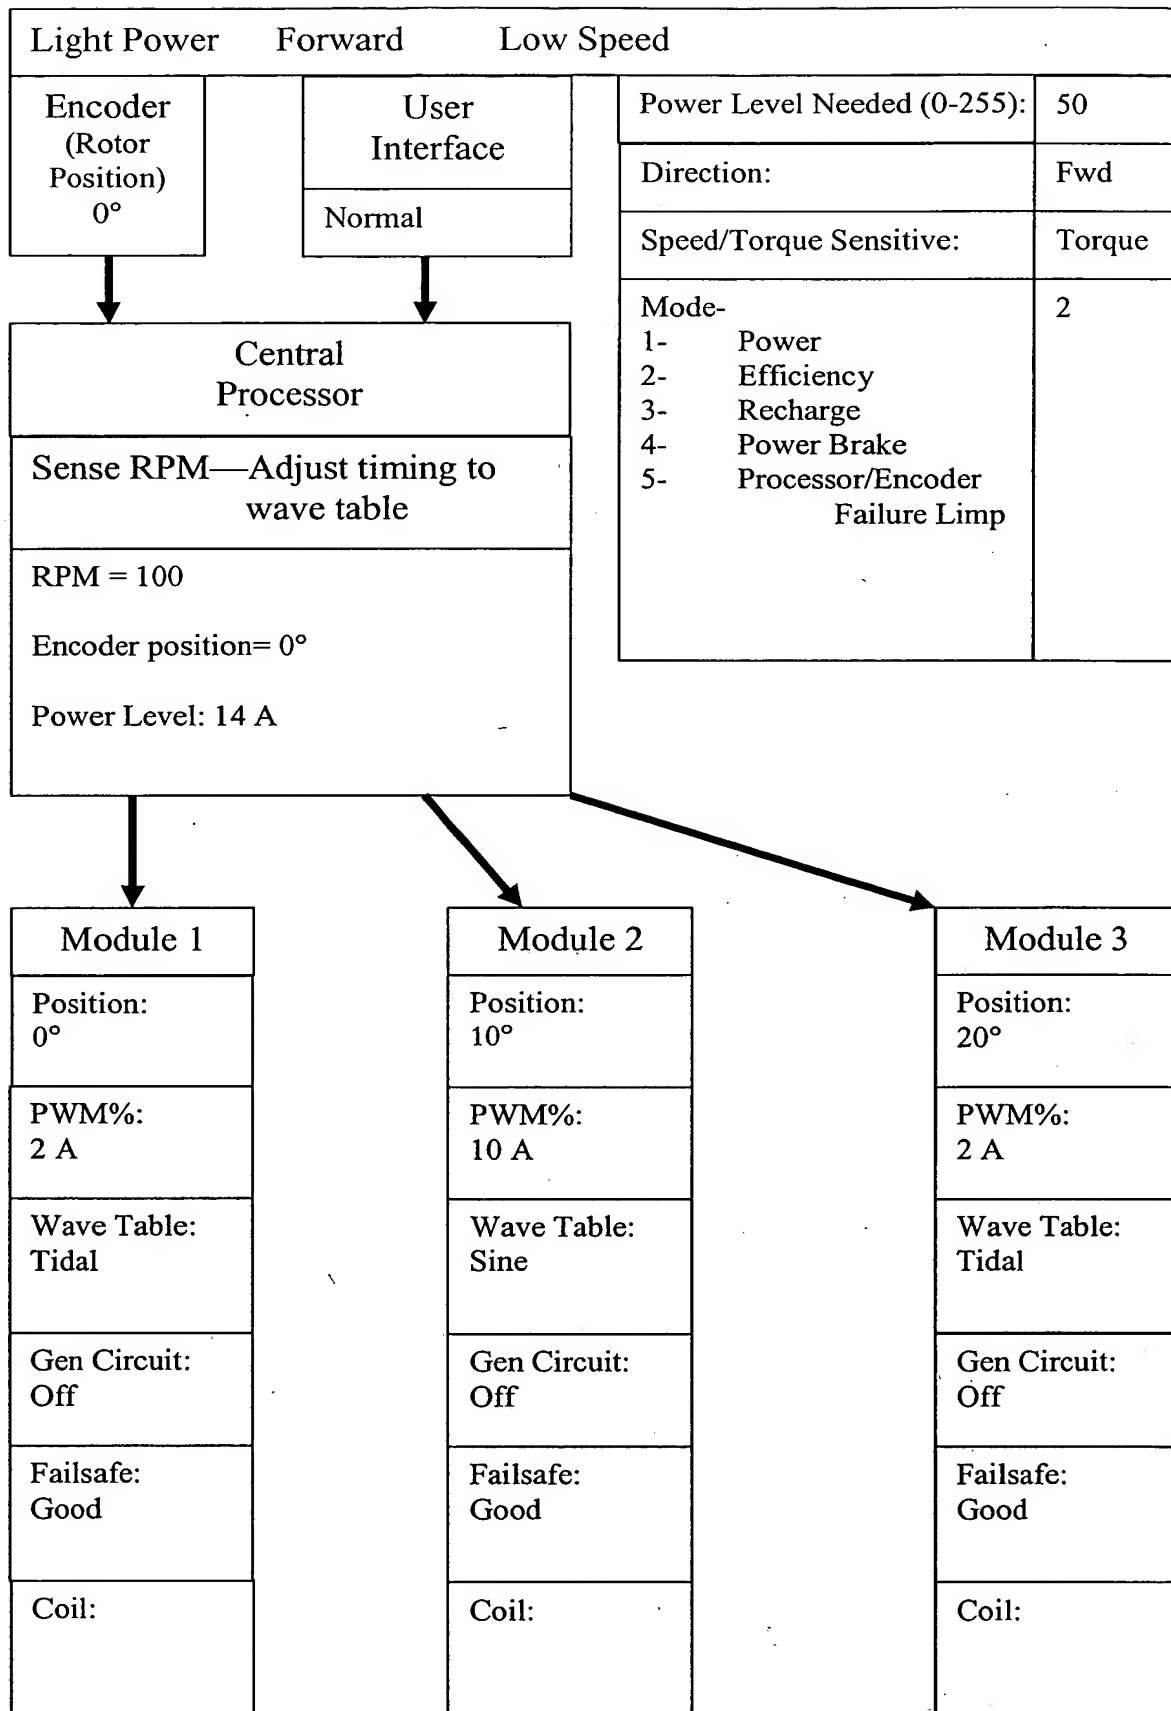 Light Power Forward Low Speed
Encoder
(Rotor
Position)
0°
User
Interface
Normal
Power Level Needed (0-255): 50
Direction: Fwd
Speed/Torque Sensitive: Torque
Mode- 2
1- Power
2- Efficiency
3- Recharge
4- Power Brake
5- Processor/Encoder
Failure Limp
Central
Processor
Sense RPM—Adjust timing to
wave table
RPM = 100
Encoder position= 0°
Power Level: 14 A
Module 1
Position:
0°
PWM%:
2 A
Wave Table:
Tidal
Gen Circuit:
Off
Failsafe:
Good
Coil:
Module 2
Position:
10°
PWM%:
10 A
Wave Table:
Sine
Gen Circuit:
Off
Failsafe:
Good
Coil:
Module 3
Position:
20°
PWM%:
2 A
Wave Table:
Tidal
Gen Circuit:
Off
Failsafe:
Good
Coil: